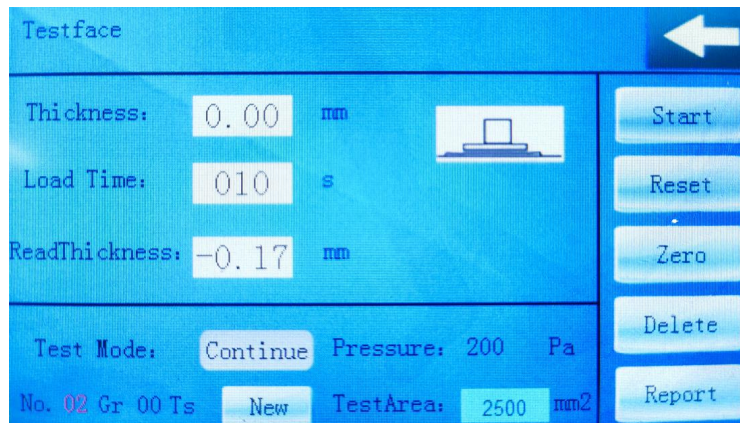 Testface
Thickness: 0.00 mm
Start
Load Time: 010 s
Reset
ReadThickness: -0.17 mm
Zero
Delete
Test Mode: Continue Pressure: 200 Pa
Report
No. 02 Gr 00 Ts New TestArea: 2500 mm2